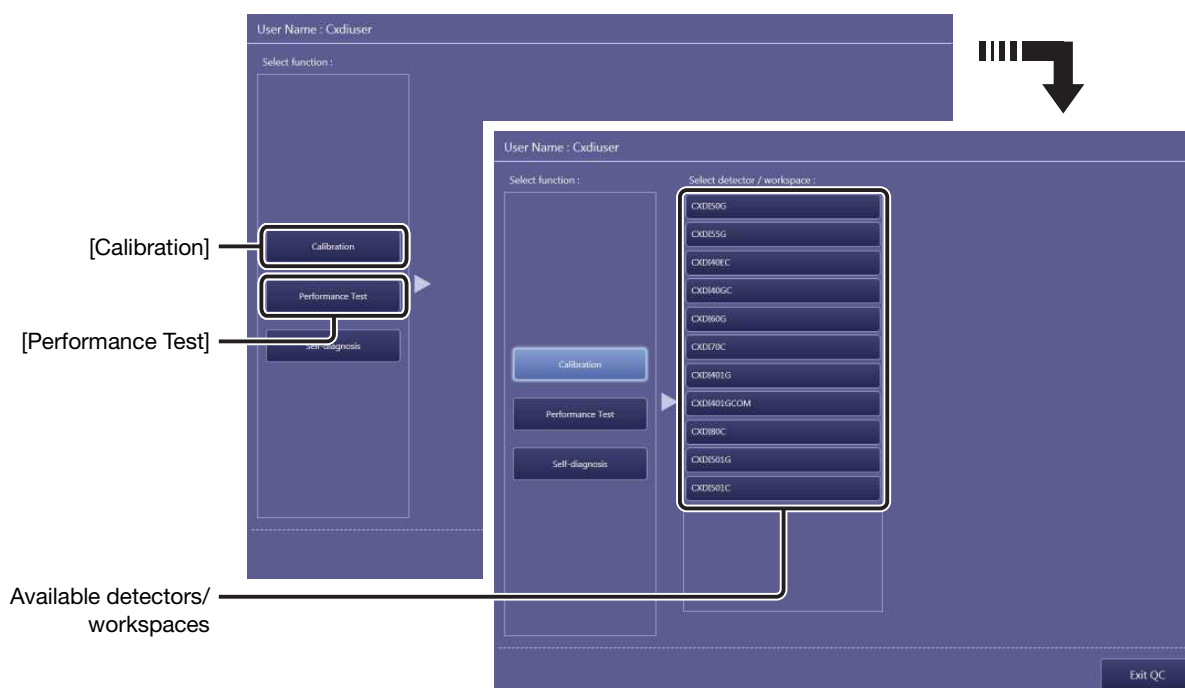 User Name : Cxdiuser
Select function :
Calibration
Performance Test
Self-diagnosis
[Calibration]
[Performance Test]
User Name : Cxdiuser
Select function :
Select detector / workspace :
CXDI50G
CXDI55G
CXDI40EC
CXDI40GC
CXDI60G
CXDI70C
CXDI401G
CXDI401GCOM
CXDI80C
CXDI501G
CXDI501C
Calibration
Performance Test
Self-diagnosis
Available detectors/
workspaces
Exit QC